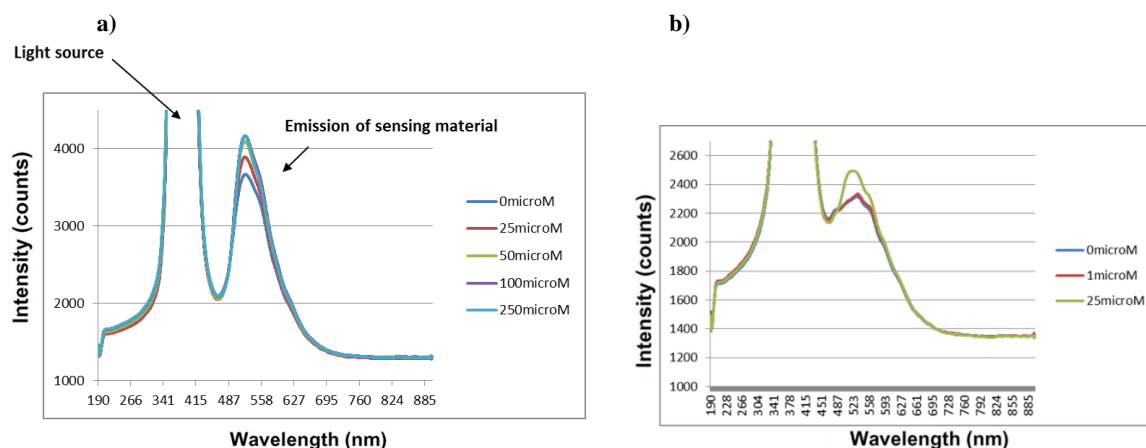 a)
Light source
Emission of sensing material
4000
3000
2000
1000
Intensity (counts)
190 266 341 415 487 558 627 695 760 824 885
Wavelength (nm)
0microM
25microM
50microM
100microM
250microM
b)
2600
2400
2200
2000
1800
1600
1400
1200
1000
Intensity (counts)
190 228 266 304 341 378 415 451 487 523 558 593 627 661 695 728 760 792 824 855 885
Wavelength (nm)
0microM
1microM
25microM